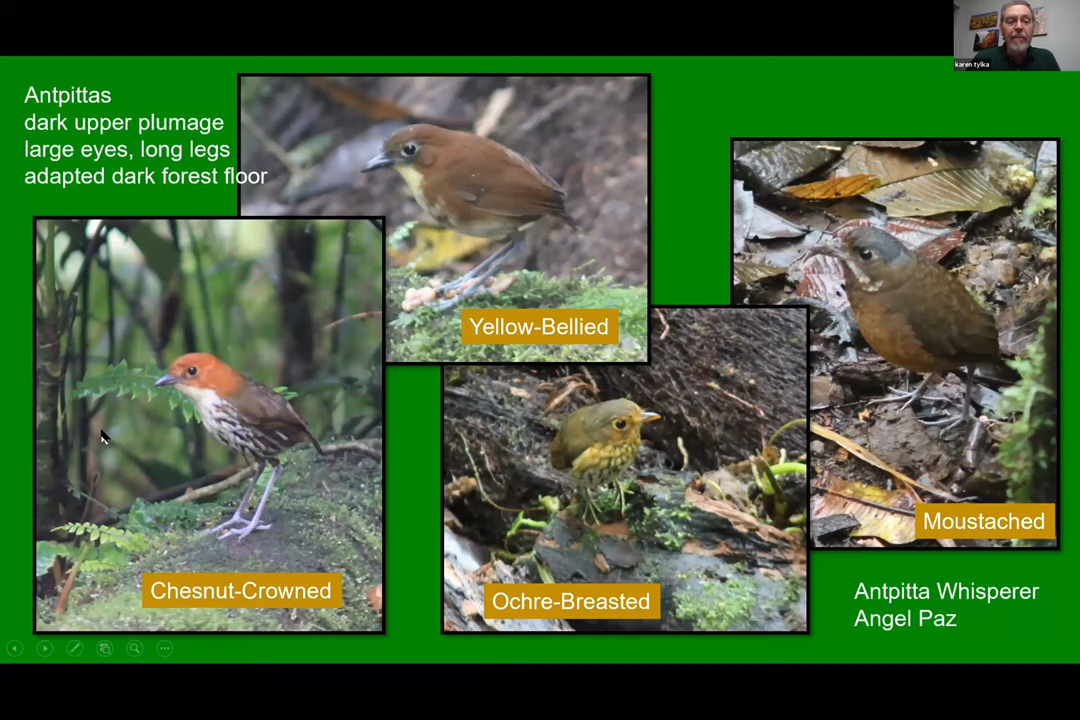 karen tylka
Antpittas
dark upper plumage
large eyes, long legs
adapted dark forest floor
Yellow-Bellied
Moustached
Chesnut-Crowned
Ochre-Breasted
Antpitta Whisperer
Angel Paz